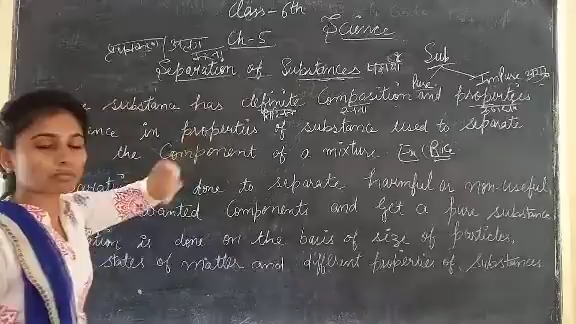 Class-6th
Science
Ch-5
Sub
Separation of Substances
Pure
ImPure
substance has definite Composition and properties
in properties of substance used to separate
the Component of a mixture. Ex: Rice
done to separate harmful or non-useful,
Components and get a pure substance
is done on the basis of size of particles,
states of matter and different properties of substances